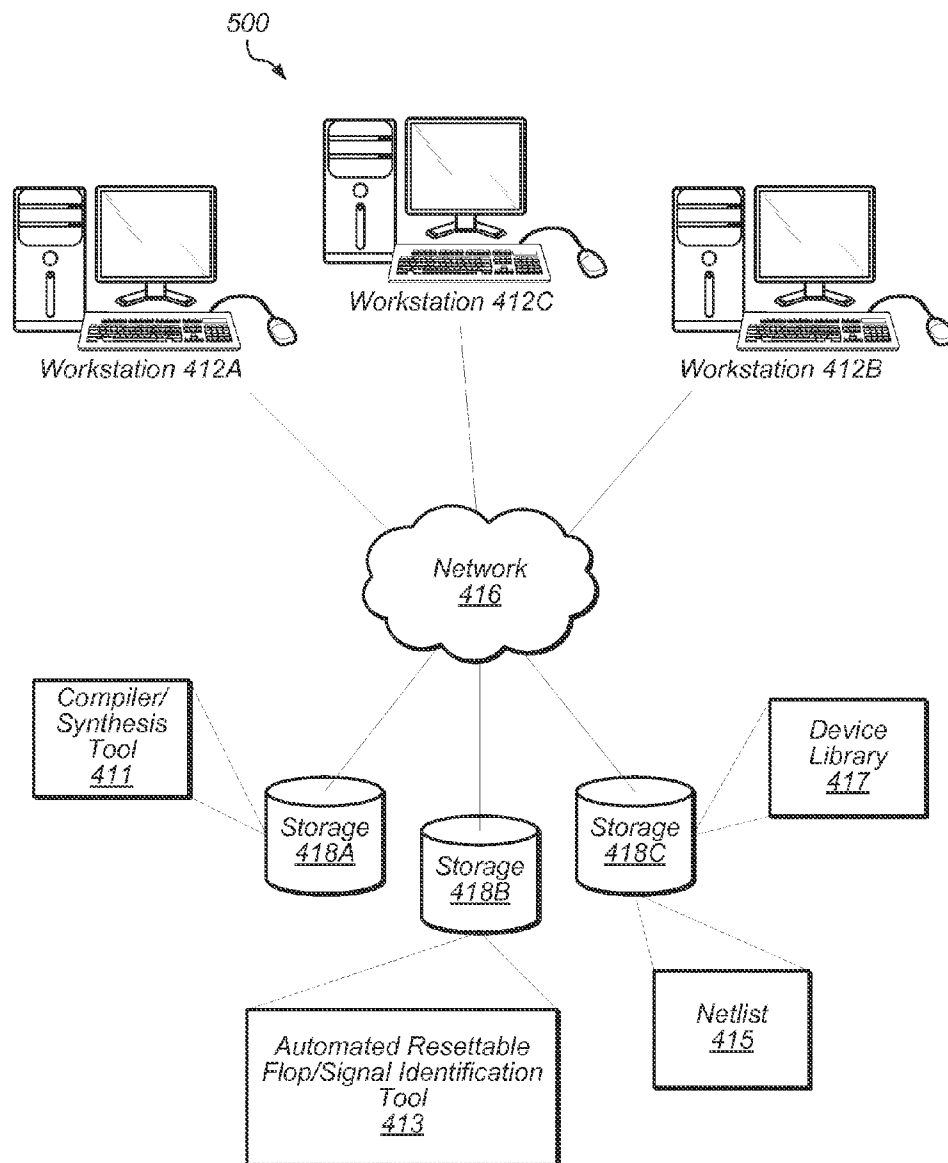 500
Workstation 412C
Workstation 412A
Workstation 412B
Network
416
Compiler/
Synthesis
Tool
411
Device
Library
417
Storage
418A
Storage
418B
Storage
418C
Netlist
415
Automated Resettable
Flop/Signal Identification
Tool
413